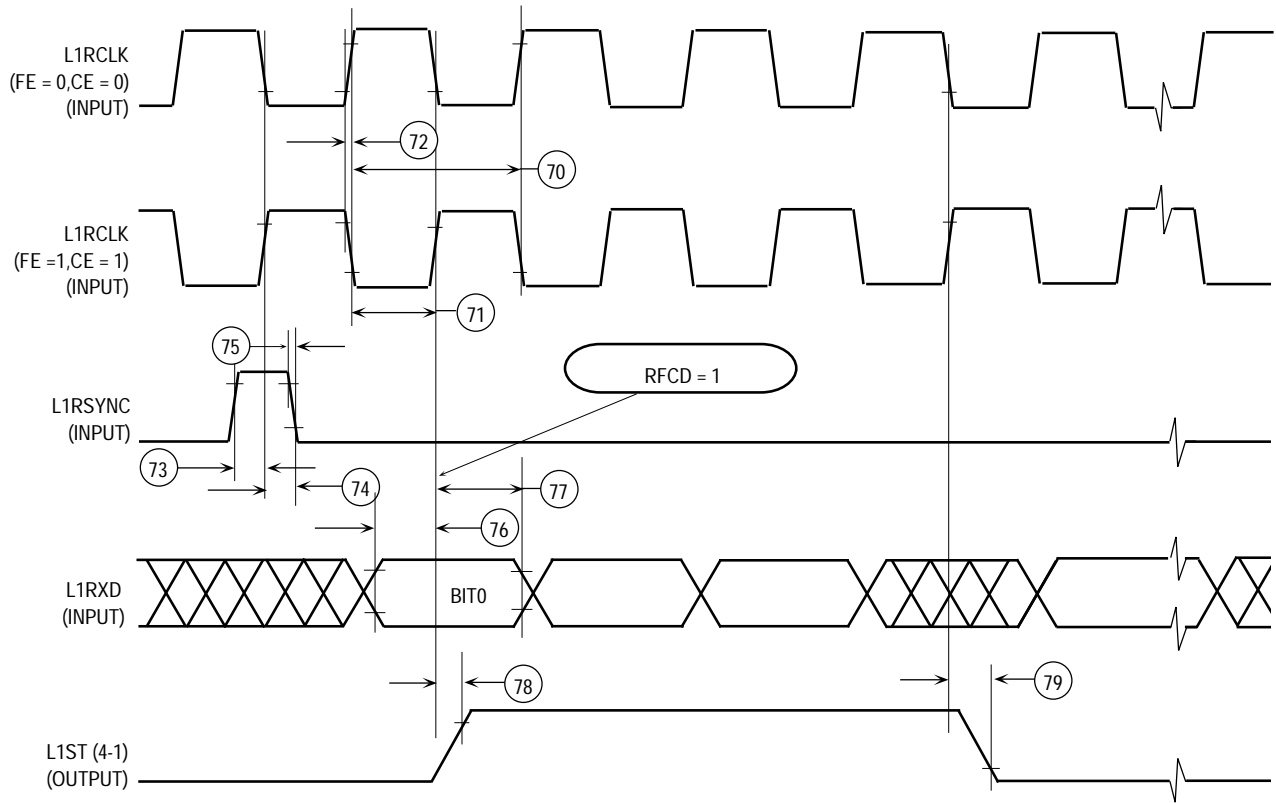 L1RCLK
(FE = 0,CE = 0)
(INPUT)
72
70
L1RCLK
(FE =1,CE = 1)
(INPUT)
71
75
RFCD = 1
L1RSYNC
(INPUT)
73
74
77
76
L1RXD
(INPUT)
BIT0
78
79
L1ST (4-1)
(OUTPUT)